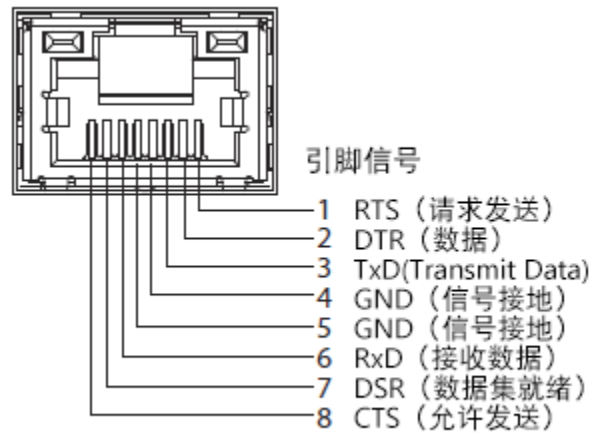 引脚信号
1 RTS（请求发送）
2 DTR（数据）
3 TxD(Transmit Data)
4 GND（信号接地）
5 GND（信号接地）
6 RxD（接收数据）
7 DSR（数据集就绪）
8 CTS（允许发送）